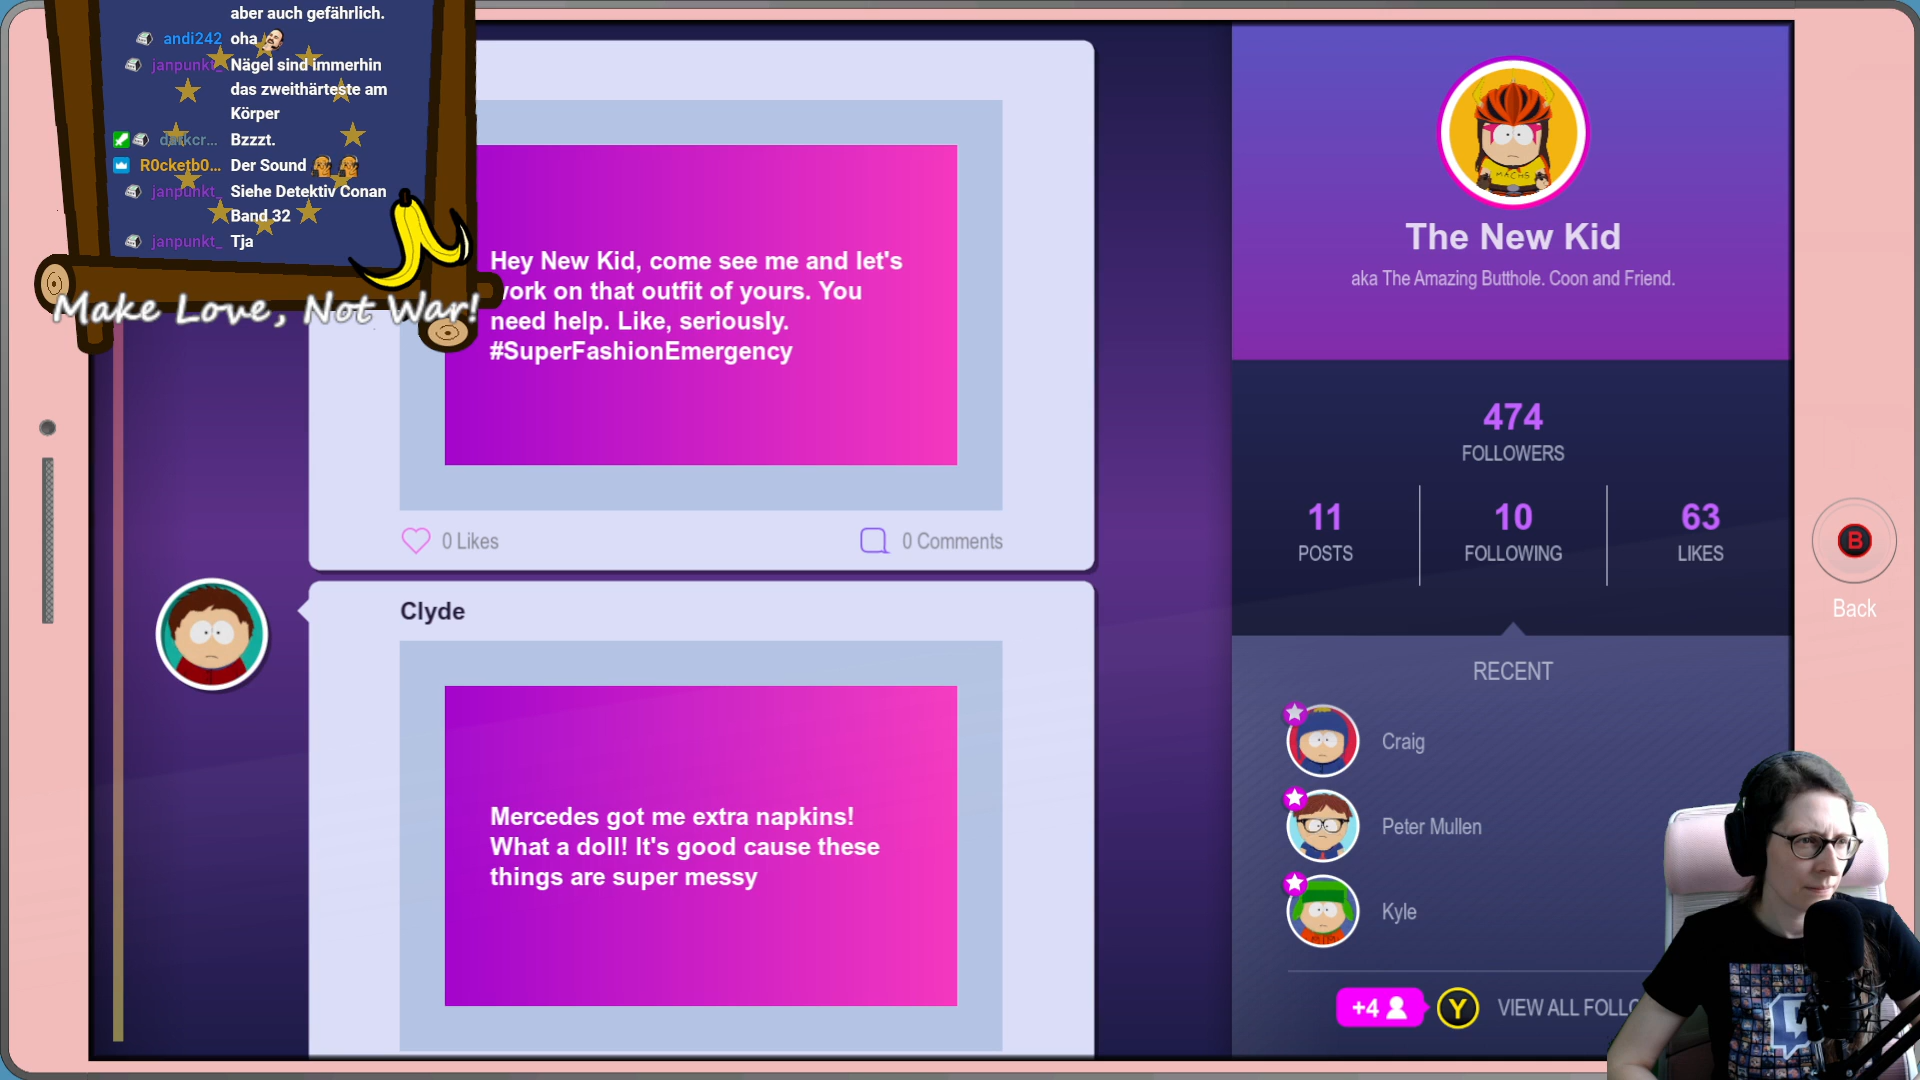 aber auch gefährlich.
andi242 oha
janpunkt_ Nägel sind immerhin
das zweithärteste am
Körper
darkcr... Bzzzt.
R0cketb0... Der Sound
janpunkt_ Siehe Detektiv Conan
Band 32
janpunkt_ Tja
Make Love, Not War!
Hey New Kid, come see me and let's
work on that outfit of yours. You
need help. Like, seriously.
#SuperFashionEmergency
0 Likes
0 Comments
Clyde
Mercedes got me extra napkins!
What a doll! It's good cause these
things are super messy
MACHS
The New Kid
aka The Amazing Butthole. Coon and Friend.
474
FOLLOWERS
11
POSTS
10
FOLLOWING
63
LIKES
RECENT
Craig
Peter Mullen
Kyle
+4
Y
VIEW ALL FOLLO
B
Back